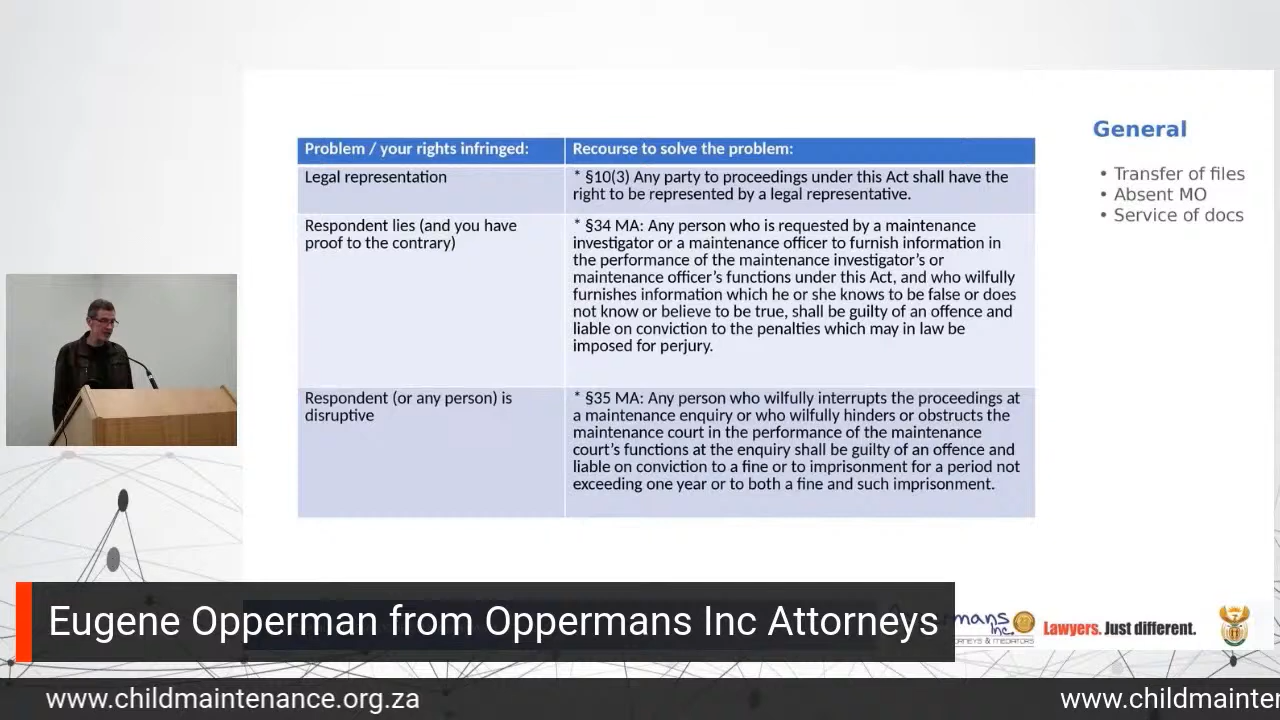 General
• Transfer of files
• Absent MO
• Service of docs
Problem / your rights infringed:
Recourse to solve the problem:
Legal representation
* §10(3) Any party to proceedings under this Act shall have the
right to be represented by a legal representative.
Respondent lies (and you have
proof to the contrary)
* §34 MA: Any person who is requested by a maintenance
investigator or a maintenance officer to furnish information in
the performance of the maintenance investigator's or
maintenance officer's functions under this Act, and who wilfully
furnishes information which he or she knows to be false or does
not know or believe to be true, shall be guilty of an offence and
liable on conviction to the penalties which may in law be
imposed for perjury.
Respondent (or any person) is
disruptive
* §35 MA: Any person who wilfully interrupts the proceedings at
a maintenance enquiry or who wilfully hinders or obstructs the
maintenance court in the performance of the maintenance
court's functions at the enquiry shall be guilty of an offence and
liable on conviction to a fine or to imprisonment for a period not
exceeding one year or to both a fine and such imprisonment.
Eugene Opperman from Oppermans Inc Attorneys
mans
Inc.
& MEDIATORS
Lawyers. Just different.
www.childmaintenance.org.za
www.childmainter